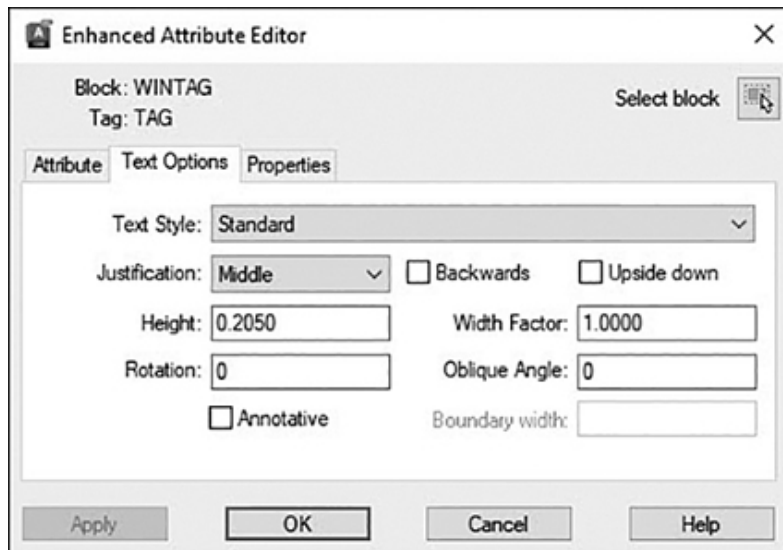 Enhanced Attribute Editor
Block: WINTAG
Tag: TAG
Select block
Attribute Text Options Properties
Text Style: Standard
Justification: Middle Backwards Upside down
Height: 0.2050 Width Factor: 1.0000
Rotation: 0 Oblique Angle: 0
Annotative Boundary width:
Apply OK Cancel Help